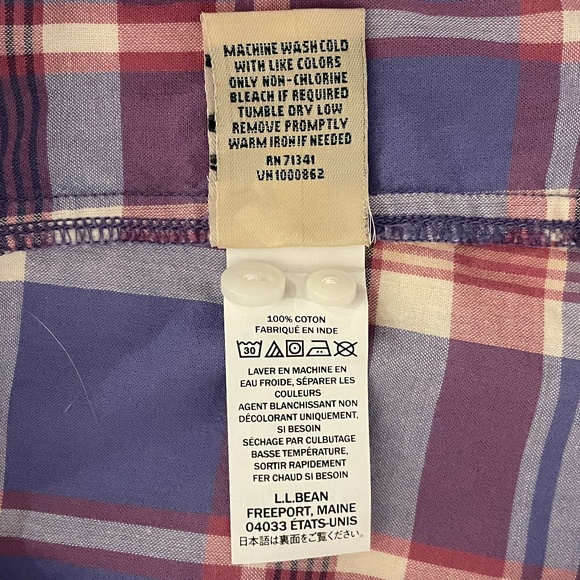 MACHINE WASH COLD
WITH LIKE COLORS
ONLY NON-CHLORINE
BLEACH IF REQUIRED
TUMBLE DRY LOW
REMOVE PROMPTLY
WARM IRON IF NEEDED
RN 71341
VN1000862
100% COTON
FABRIQUÉ EN INDE
30
LAVER EN MACHINE EN
EAU FROIDE, SÉPARER LES
COULEURS
AGENT BLANCHISSANT NON
DÉCOLORANT UNIQUEMENT,
SI BESOIN
SÉCHAGE PAR CULBUTAGE
BASSE TEMPÉRATURE,
SORTIR RAPIDEMENT
FER CHAUD SI BESOIN
L.L.BEAN
FREEPORT, MAINE
04033 ÉTATS-UNIS
日本語は裏面をご覧ください。